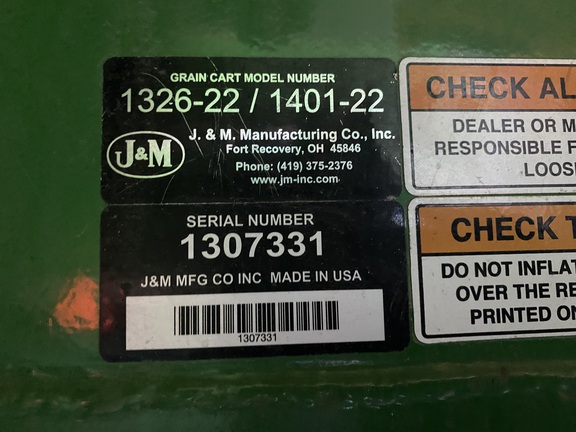 GRAIN CART MODEL NUMBER
1326-22 / 1401-22
J&M
J. & M. Manufacturing Co., Inc.
Fort Recovery, OH 45846
Phone: (419) 375-2376
www.jm-inc.com
SERIAL NUMBER
1307331
J&M MFG CO INC MADE IN USA
1307331
CHECK AL
DEALER OR M
RESPONSIBLE F
LOOS
CHECK T
DO NOT INFLAT
OVER THE RE
PRINTED ON